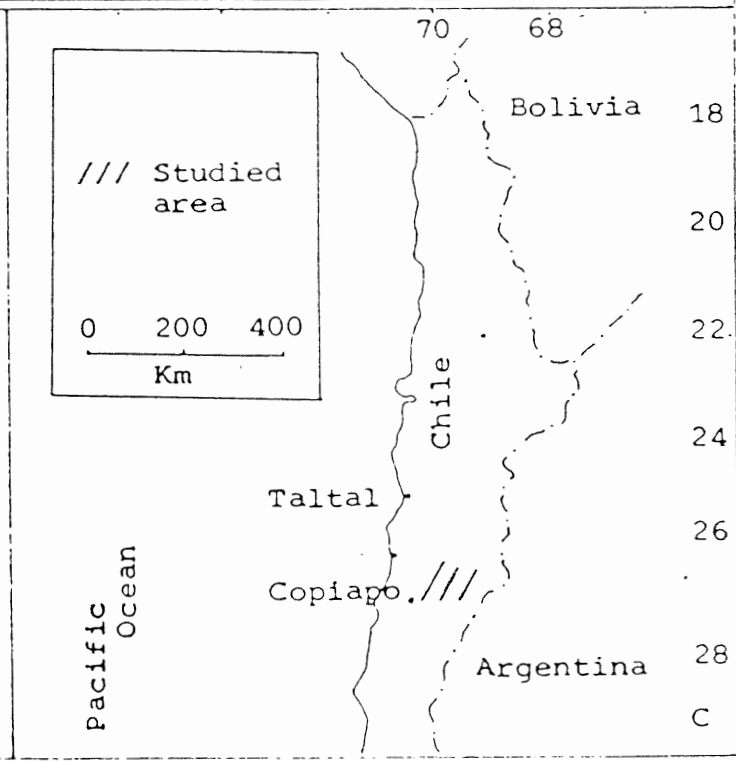 70 68
Bolivia
18
/// Studied
area
20
0 200 400
Km
22
Chile
24
Taltal
26
Copiapo
Pacific
Ocean
28
Argentina
C